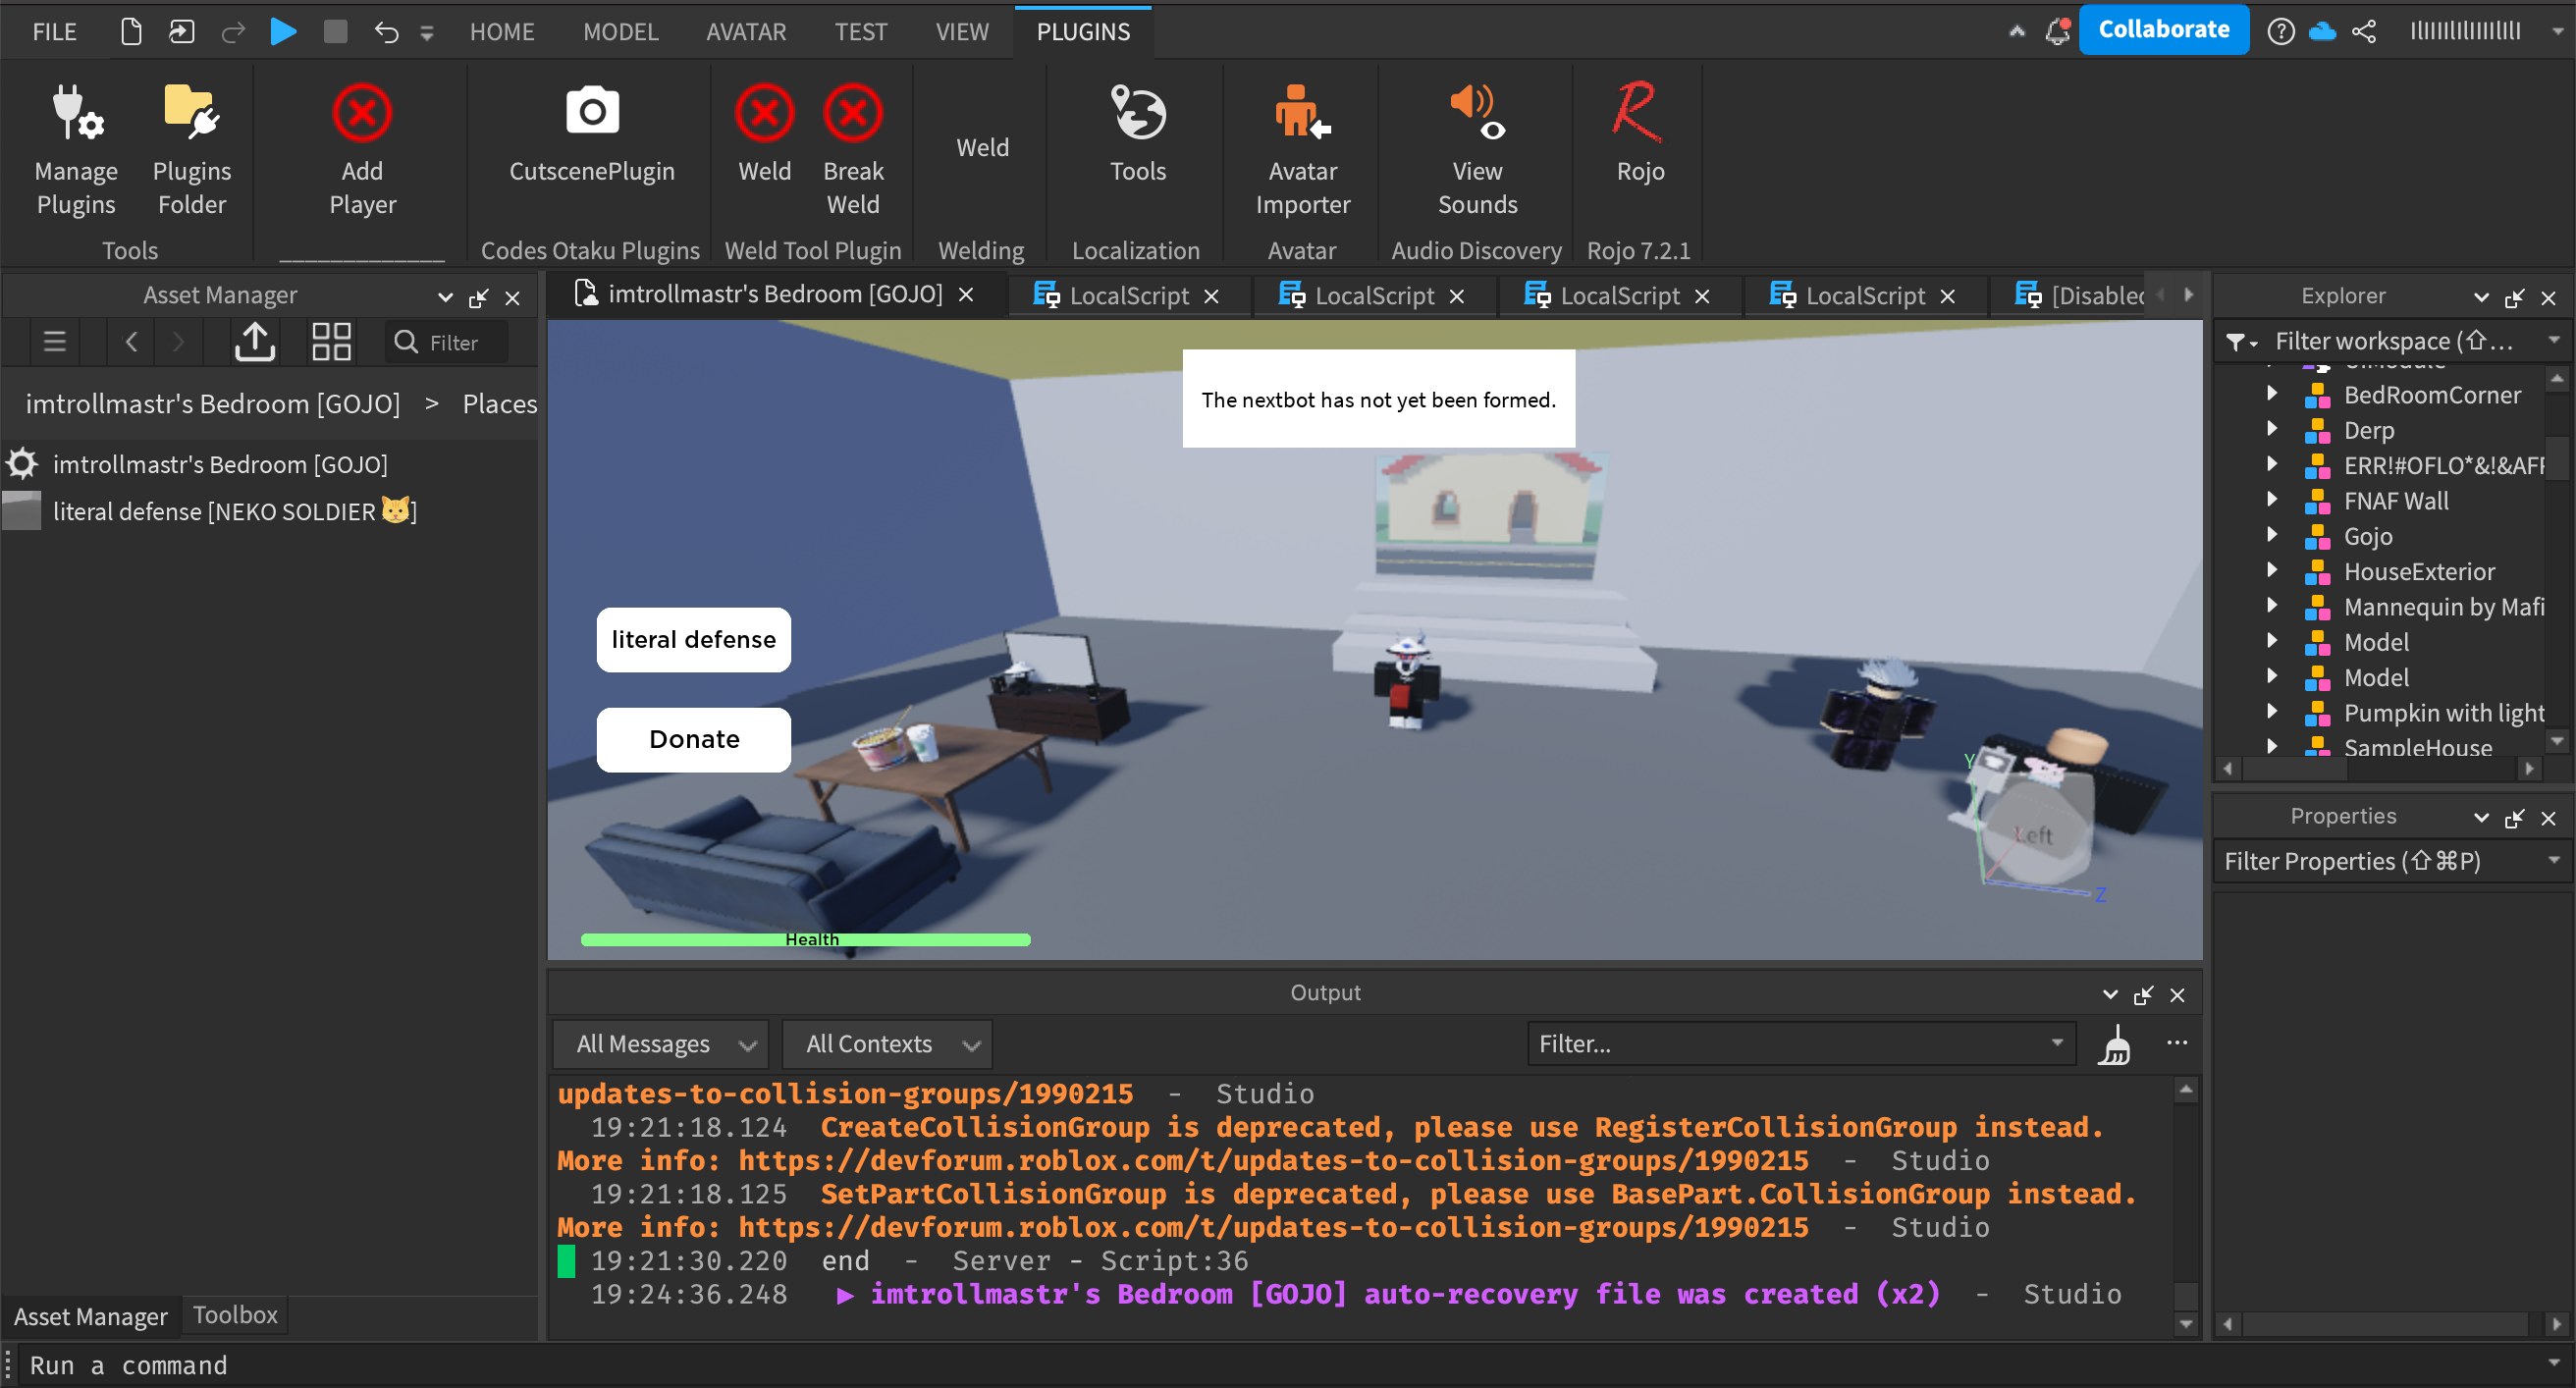 FILE
HOME
MODEL
AVATAR
TEST
VIEW
PLUGINS
Collaborate
Manage
Plugins
Plugins
Folder
Tools
Add
Player
_____________
CutscenePlugin
Codes Otaku Plugins
Weld
Break
Weld
Weld Tool Plugin
Weld
Welding
Tools
Localization
Avatar
Importer
Avatar
View
Sounds
Audio Discovery
Rojo
Rojo 7.2.1
Asset Manager
Filter
imtrollmastr's Bedroom [GOJO] > Places
imtrollmastr's Bedroom [GOJO]
literal defense [NEKO SOLDIER🐱]
Asset Manager
Toolbox
imtrollmastr's Bedroom [GOJO]
LocalScript
LocalScript
LocalScript
LocalScript
[Disabled
The nextbot has not yet been formed.
literal defense
Donate
Health
Y
Left
Z
Output
All Messages
All Contexts
Filter...
updates-to-collision-groups/1990215 - Studio
19:21:18.124 CreateCollisionGroup is deprecated, please use RegisterCollisionGroup instead.
More info: https://devforum.roblox.com/t/updates-to-collision-groups/1990215 - Studio
19:21:18.125 SetPartCollisionGroup is deprecated, please use BasePart.CollisionGroup instead.
More info: https://devforum.roblox.com/t/updates-to-collision-groups/1990215 - Studio
19:21:30.220 end - Server - Script:36
19:24:36.248 ▶ imtrollmastr's Bedroom [GOJO] auto-recovery file was created (x2) - Studio
Explorer
Filter workspace (⇧...
BedRoomCorner
Derp
ERR!#OFLO*&!&AFF
FNAF Wall
Gojo
HouseExterior
Mannequin by Mafi
Model
Model
Pumpkin with light
SampleHouse
Properties
Filter Properties (⇧⌘P)
Run a command